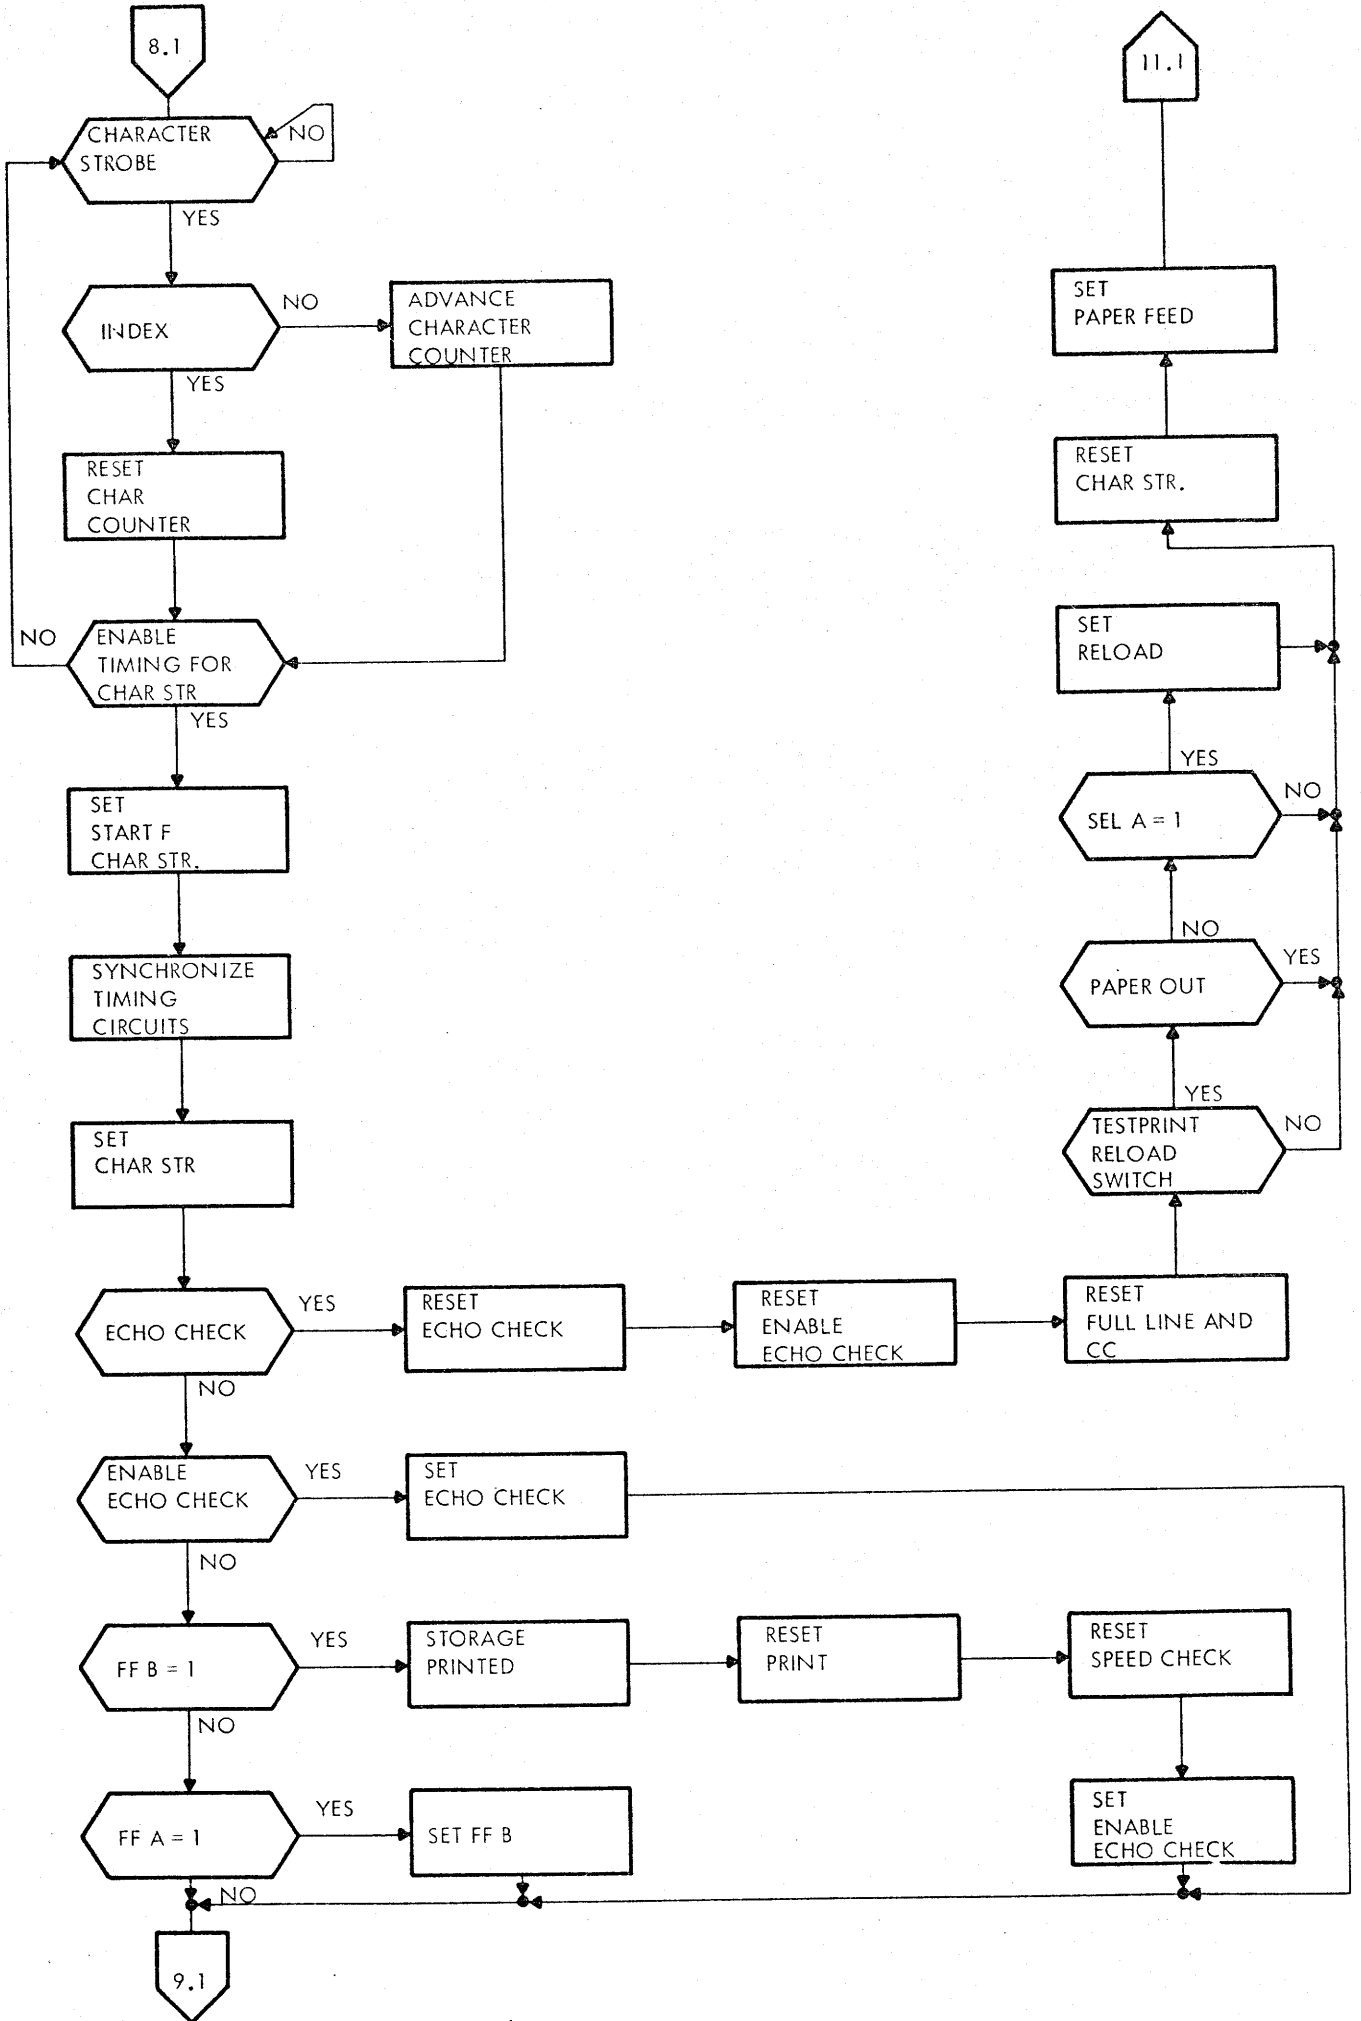 8.1
CHARACTER
STROBE
NO
YES
INDEX
NO
ADVANCE
CHARACTER
COUNTER
YES
RESET
CHAR
COUNTER
NO
ENABLE
TIMING FOR
CHAR STR
YES
SET
START F
CHAR STR.
SYNCHRONIZE
TIMING
CIRCUITS
SET
CHAR STR
ECHO CHECK
YES
RESET
ECHO CHECK
RESET
ENABLE
ECHO CHECK
RESET
FULL LINE AND
CC
NO
ENABLE
ECHO CHECK
YES
SET
ECHO CHECK
NO
FF B = 1
YES
STORAGE
PRINTED
RESET
PRINT
RESET
SPEED CHECK
NO
FF A = 1
YES
SET FF B
SET
ENABLE
ECHO CHECK
NO
9.1
11.1
SET
PAPER FEED
RESET
CHAR STR.
SET
RELOAD
YES
SEL A = 1
NO
NO
PAPER OUT
YES
YES
TESTPRINT
RELOAD
SWITCH
NO